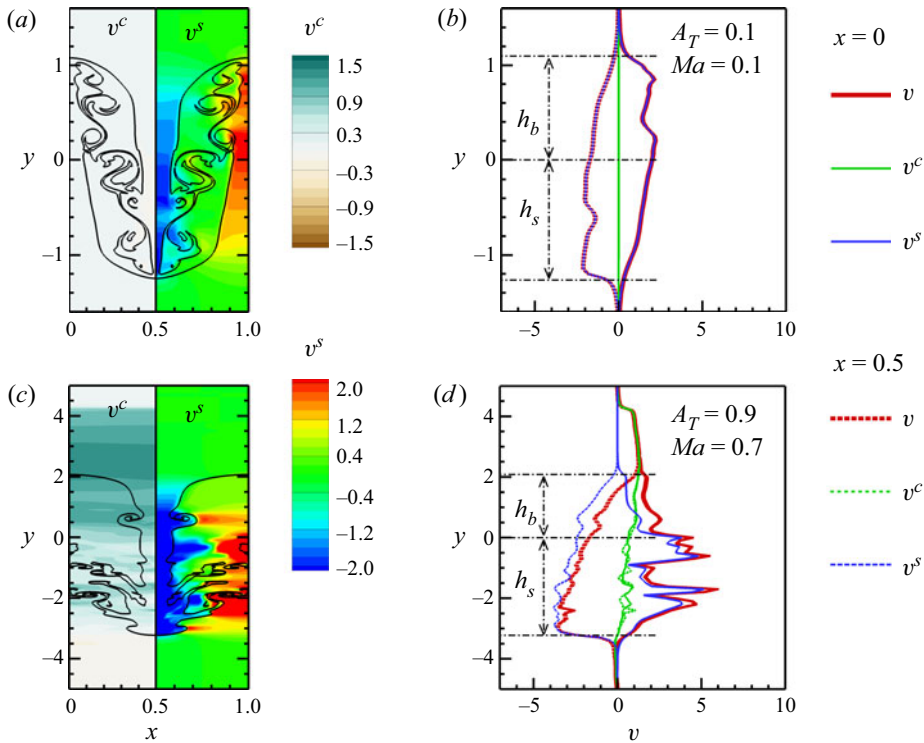 (a)
v^c
v^s
1
0
−1
y
0
0.5
1.0
v^c
1.5
0.9
0.3
−0.3
−0.9
−1.5
(b)
A_T = 0.1
Ma = 0.1
1
0
−1
y
h_b
h_s
−5
0
5
10
x = 0
v
v^c
v^s
(c)
v^c
v^s
4
2
0
−2
−4
y
0
0.5
1.0
x
v^s
2.0
1.2
0.4
−0.4
−1.2
−2.0
(d)
A_T = 0.9
Ma = 0.7
4
2
0
−2
−4
y
h_b
h_s
−5
0
5
10
v
x = 0.5
v
v^c
v^s